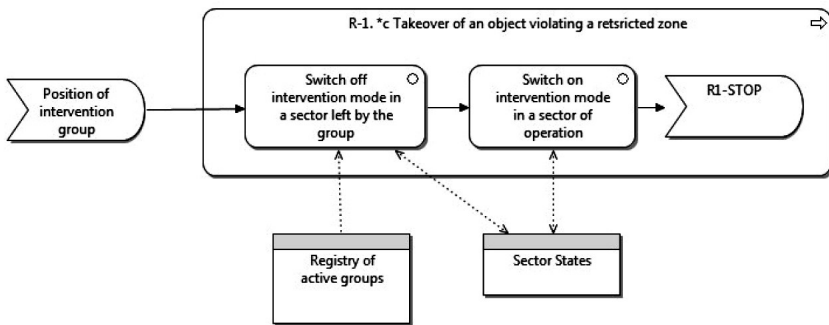 R-1. *c Takeover of an object violating a retsricted zone
Position of
intervention
group
Switch off
intervention mode in
a sector left by the
group
Switch on
intervention mode
in a sector of
operation
R1-STOP
Registry of
active groups
Sector States